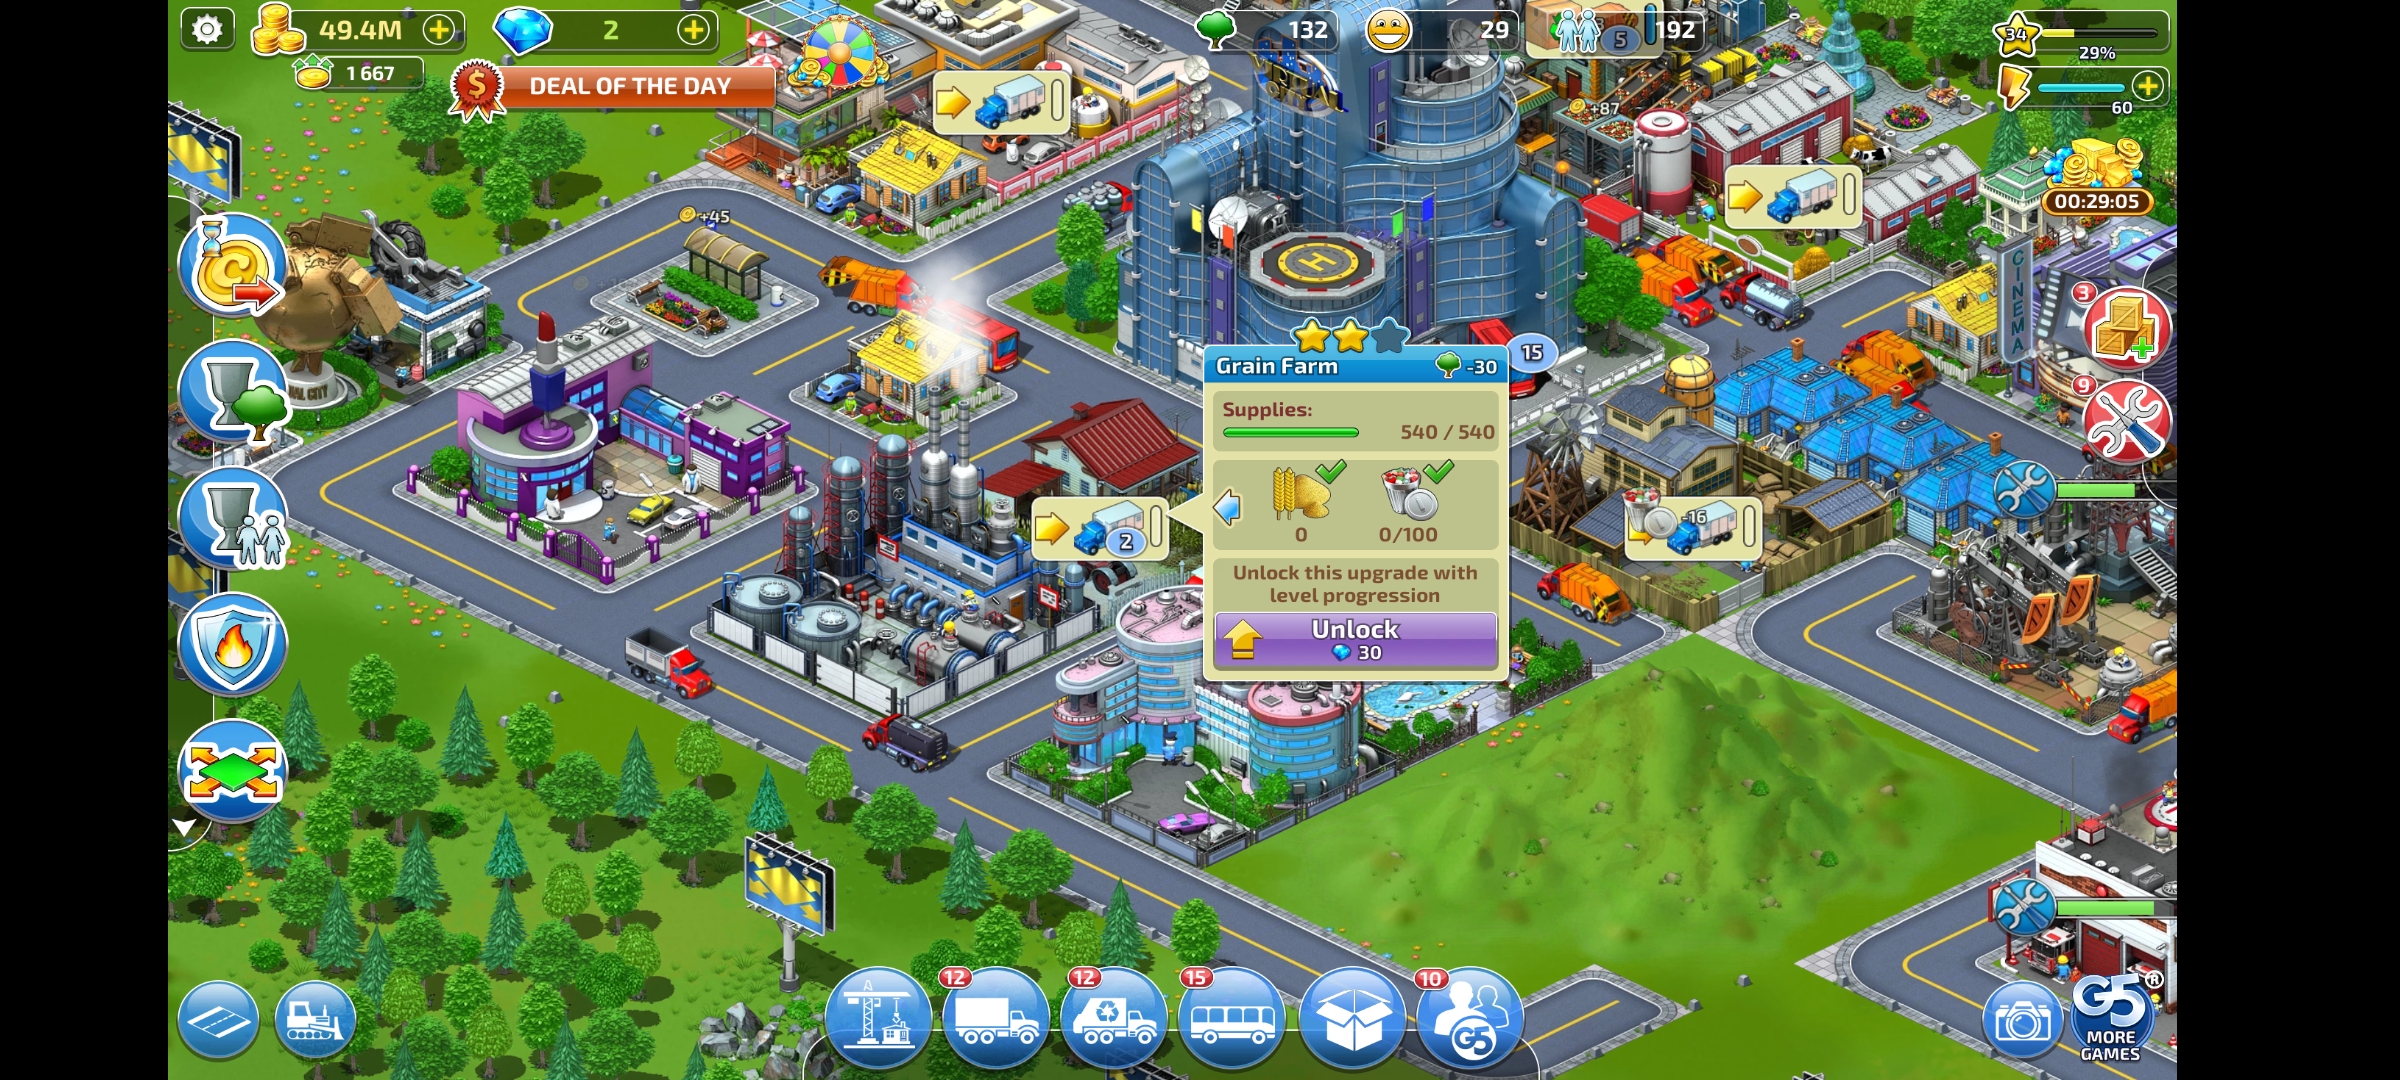 49.4M
2
1 667
DEAL OF THE DAY
132
29
5
192
34
29%
60
00:29:05
+87
+45
CINEMA
15
Grain Farm
-30
Supplies:
540 / 540
0
0/100
Unlock this upgrade with
level progression
Unlock
30
2
-16
3
9
H
12
12
15
10
G5
G5
MORE
GAMES